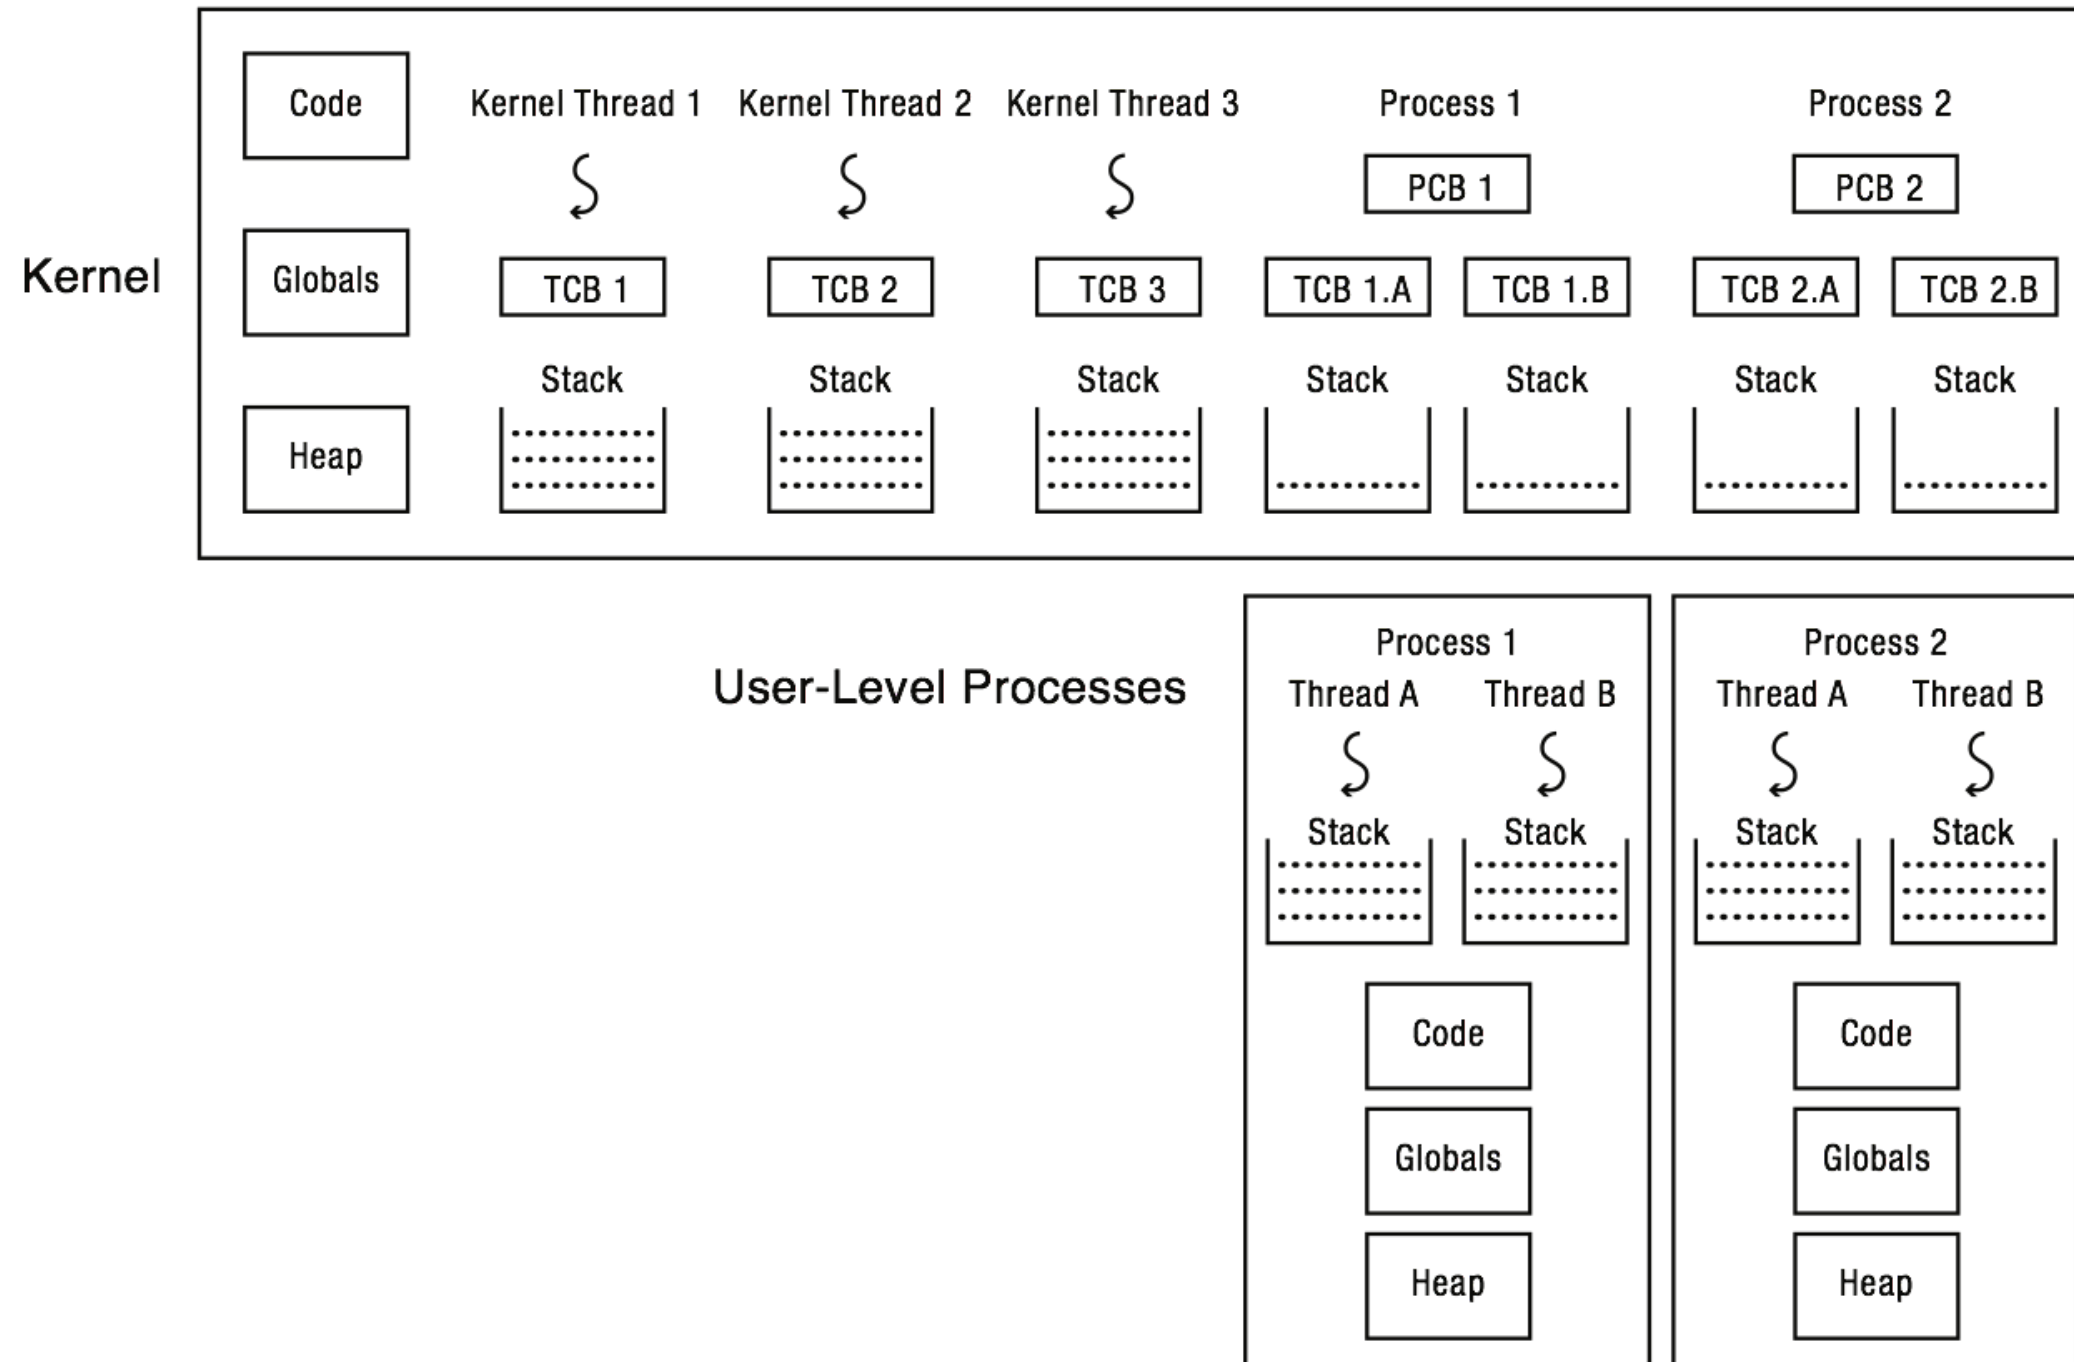 Kernel
Code
Globals
Heap
Kernel Thread 1 Kernel Thread 2 Kernel Thread 3 Process 1 Process 2
PCB 1 PCB 2
TCB 1 TCB 2 TCB 3 TCB 1.A TCB 1.B TCB 2.A TCB 2.B
Stack Stack Stack Stack Stack Stack Stack
User-Level Processes
Process 1
Thread A Thread B
Stack Stack
Code
Globals
Heap
Process 2
Thread A Thread B
Stack Stack
Code
Globals
Heap